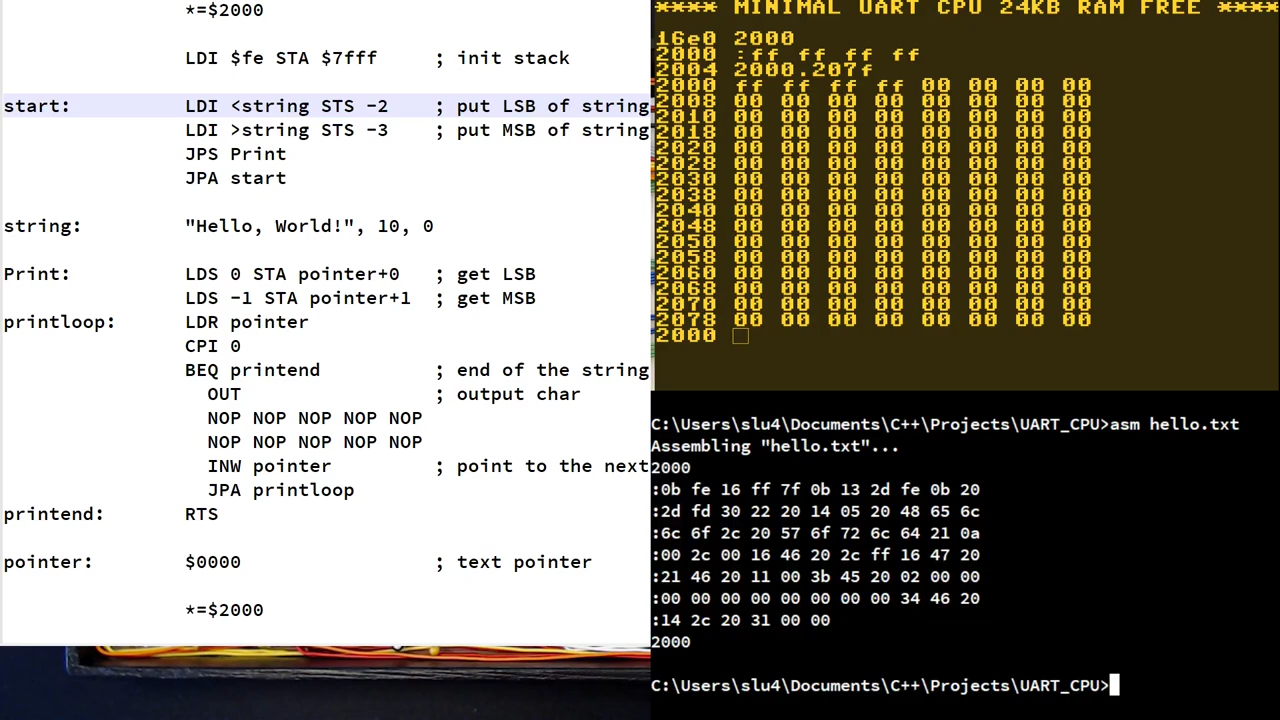 *=$2000
LDI $fe STA $7fff ; init stack
start: LDI <string STS -2 ; put LSB of string
LDI >string STS -3 ; put MSB of string
JPS Print
JPA start
string: "Hello, World!", 10, 0
Print: LDS 0 STA pointer+0 ; get LSB
LDS -1 STA pointer+1 ; get MSB
printloop: LDR pointer
CPI 0
BEQ printend ; end of the string
OUT ; output char
NOP NOP NOP NOP NOP
NOP NOP NOP NOP NOP
INW pointer ; point to the next
JPA printloop
printend: RTS
pointer: $0000 ; text pointer
*=$2000
**** MINIMAL UART CPU 24KB RAM FREE ****
16e0 2000
2000 :ff ff ff ff
2004 2000.207f
2000 ff ff ff ff 00 00 00 00
2008 00 00 00 00 00 00 00 00
2010 00 00 00 00 00 00 00 00
2018 00 00 00 00 00 00 00 00
2020 00 00 00 00 00 00 00 00
2028 00 00 00 00 00 00 00 00
2030 00 00 00 00 00 00 00 00
2038 00 00 00 00 00 00 00 00
2040 00 00 00 00 00 00 00 00
2048 00 00 00 00 00 00 00 00
2050 00 00 00 00 00 00 00 00
2058 00 00 00 00 00 00 00 00
2060 00 00 00 00 00 00 00 00
2068 00 00 00 00 00 00 00 00
2070 00 00 00 00 00 00 00 00
2078 00 00 00 00 00 00 00 00
2000
C:\Users\slu4\Documents\C++\Projects\UART_CPU>asm hello.txt
Assembling "hello.txt"...
2000
:0b fe 16 ff 7f 0b 13 2d fe 0b 20
:2d fd 30 22 20 14 05 20 48 65 6c
:6c 6f 2c 20 57 6f 72 6c 64 21 0a
:00 2c 00 16 46 20 2c ff 16 47 20
:21 46 20 11 00 3b 45 20 02 00 00
:00 00 00 00 00 00 00 00 34 46 20
:14 2c 20 31 00 00
2000
C:\Users\slu4\Documents\C++\Projects\UART_CPU>